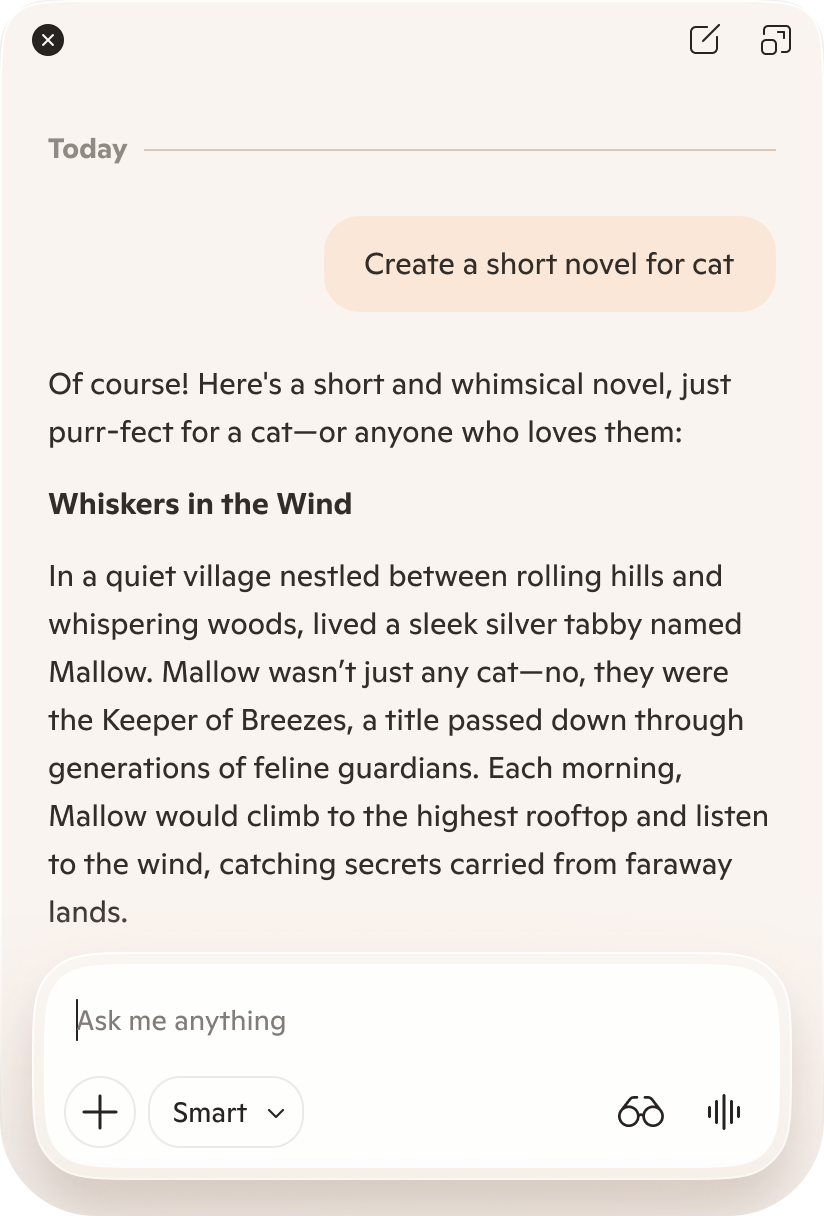 Today
Create a short novel for cat
Of course! Here's a short and whimsical novel, just
purr-fect for a cat—or anyone who loves them:
Whiskers in the Wind
In a quiet village nestled between rolling hills and
whispering woods, lived a sleek silver tabby named
Mallow. Mallow wasn’t just any cat—no, they were
the Keeper of Breezes, a title passed down through
generations of feline guardians. Each morning,
Mallow would climb to the highest rooftop and listen
to the wind, catching secrets carried from faraway
lands.
Ask me anything
Smart